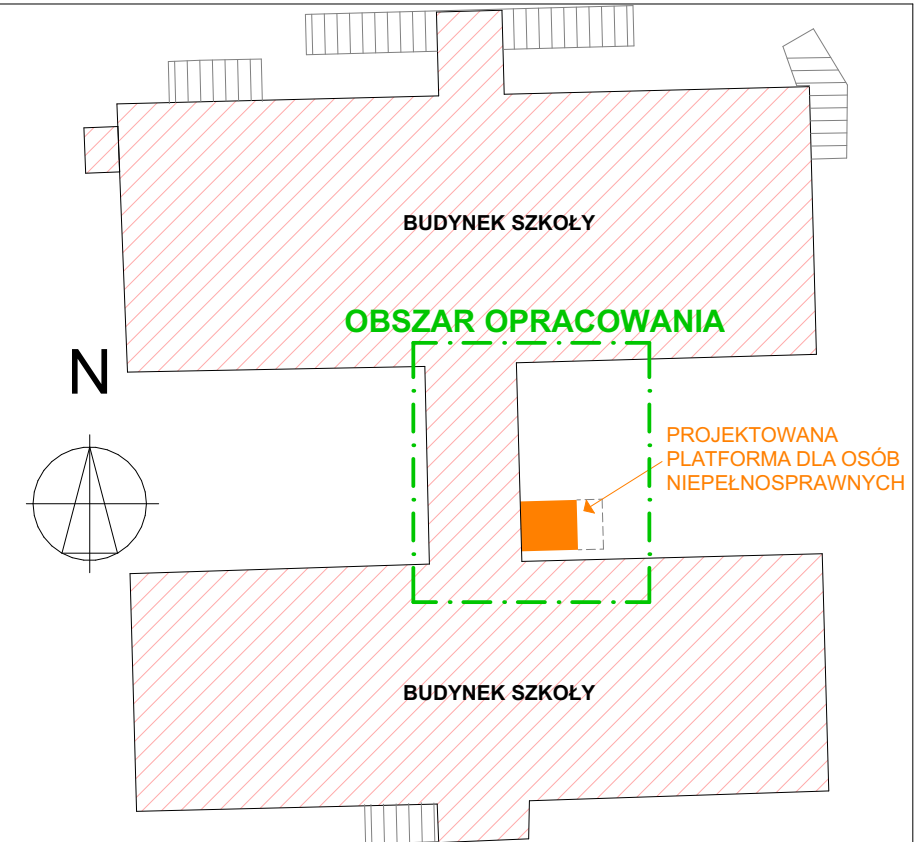 BUDYNEK SZKOŁY
OBSZAR OPRACOWANIA
N
PROJEKTOWANA
PLATFORMA DLA OSÓB
NIEPEŁNOSPRAWNYCH
BUDYNEK SZKOŁY